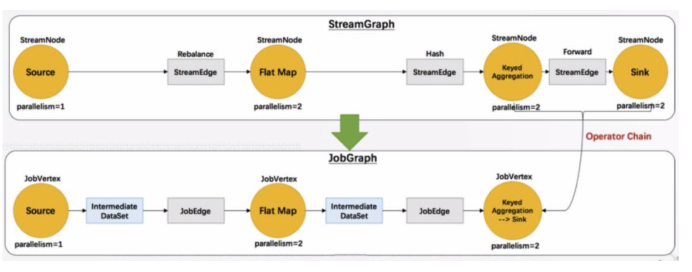 StreamGraph
StreamNode
StreamNode
StreamNode
StreamNode
Rebalance
Hash
Forward
Source
StreamEdge
Flat Map
StreamEdge
Keyed
Aggregation
StreamEdge
Sink
parallelism=1
parallelism=2
parallelism=2
parallelism=2
Operator Chain
JobGraph
JobVertex
JobVertex
JobVertex
Source
Intermediate
DataSet
JobEdge
Flat Map
Intermediate
DataSet
JobEdge
Keyed
Aggregation
--> Sink
parallelism=1
parallelism=2
parallelism=2